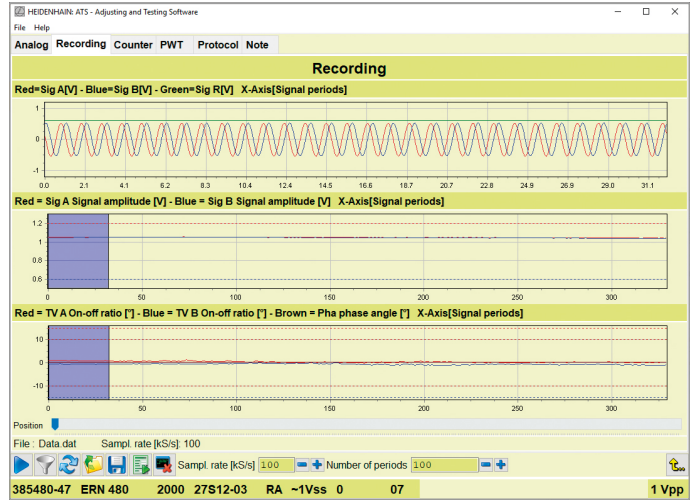 HEIDENHAIN: ATS - Adjusting and Testing Software
File Help
Analog Recording Counter PWT Protocol Note
Recording
Red=Sig A[V] - Blue=Sig B[V] - Green=Sig R[V] X-Axis[Signal periods]
1
0
-1
0.0 2.1 4.1 6.2 8.3 10.4 12.4 14.5 16.6 18.7 20.7 22.8 24.9 26.9 29.0 31.1
Red = Sig A Signal amplitude [V] - Blue = Sig B Signal amplitude [V] X-Axis[Signal periods]
1.2
1
0.8
0.6
0 50 100 150 200 250 300
Red = TV A On-off ratio [°] - Blue = TV B On-off ratio [°] - Brown = Pha phase angle [°] X-Axis[Signal periods]
10
0
-10
0 50 100 150 200 250 300
Position
File : Data.dat Sampl. rate [kS/s]: 100
Sampl. rate [kS/s] 100 Number of periods 100
385480-47 ERN 480 2000 27S12-03 RA ~1Vss 0 07 1 Vpp